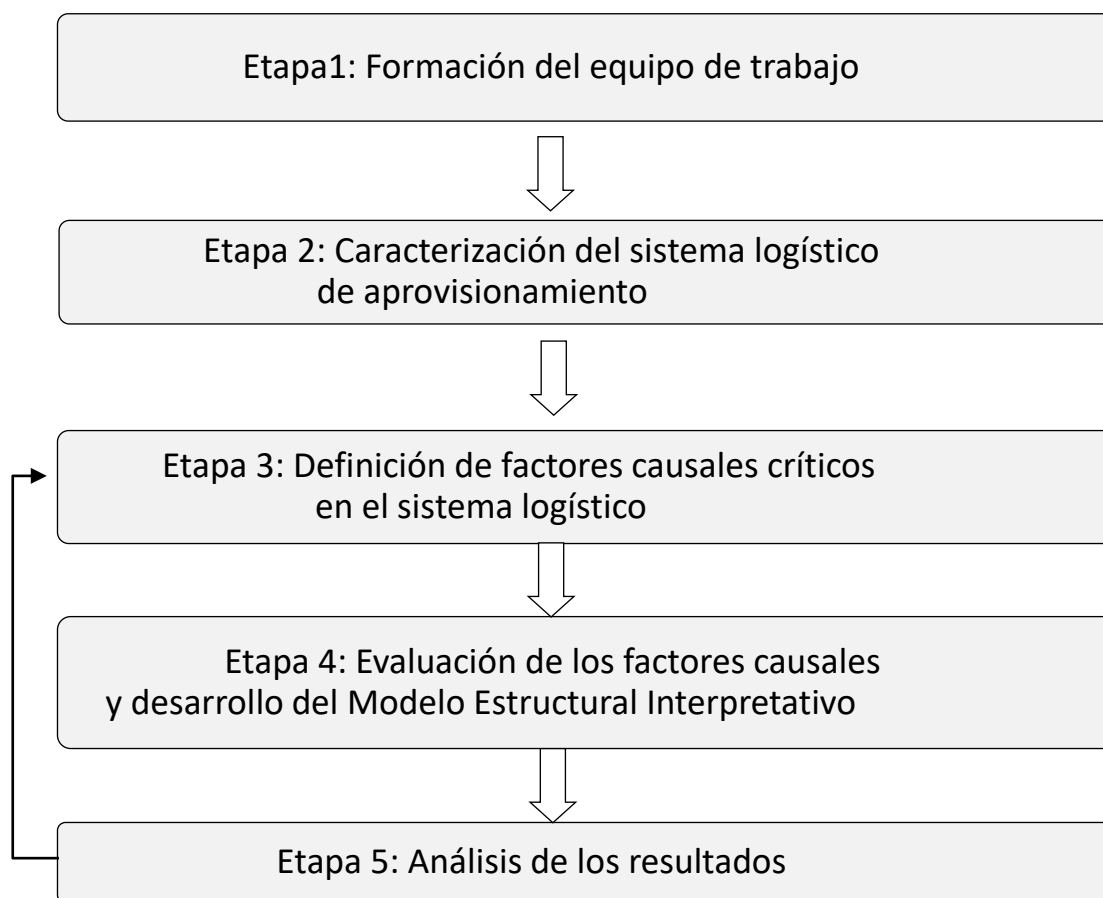 Etapa1: Formación del equipo de trabajo
Etapa 2: Caracterización del sistema logístico
de aprovisionamiento
Etapa 3: Definición de factores causales críticos
en el sistema logístico
Etapa 4: Evaluación de los factores causales
y desarrollo del Modelo Estructural Interpretativo
Etapa 5: Análisis de los resultados